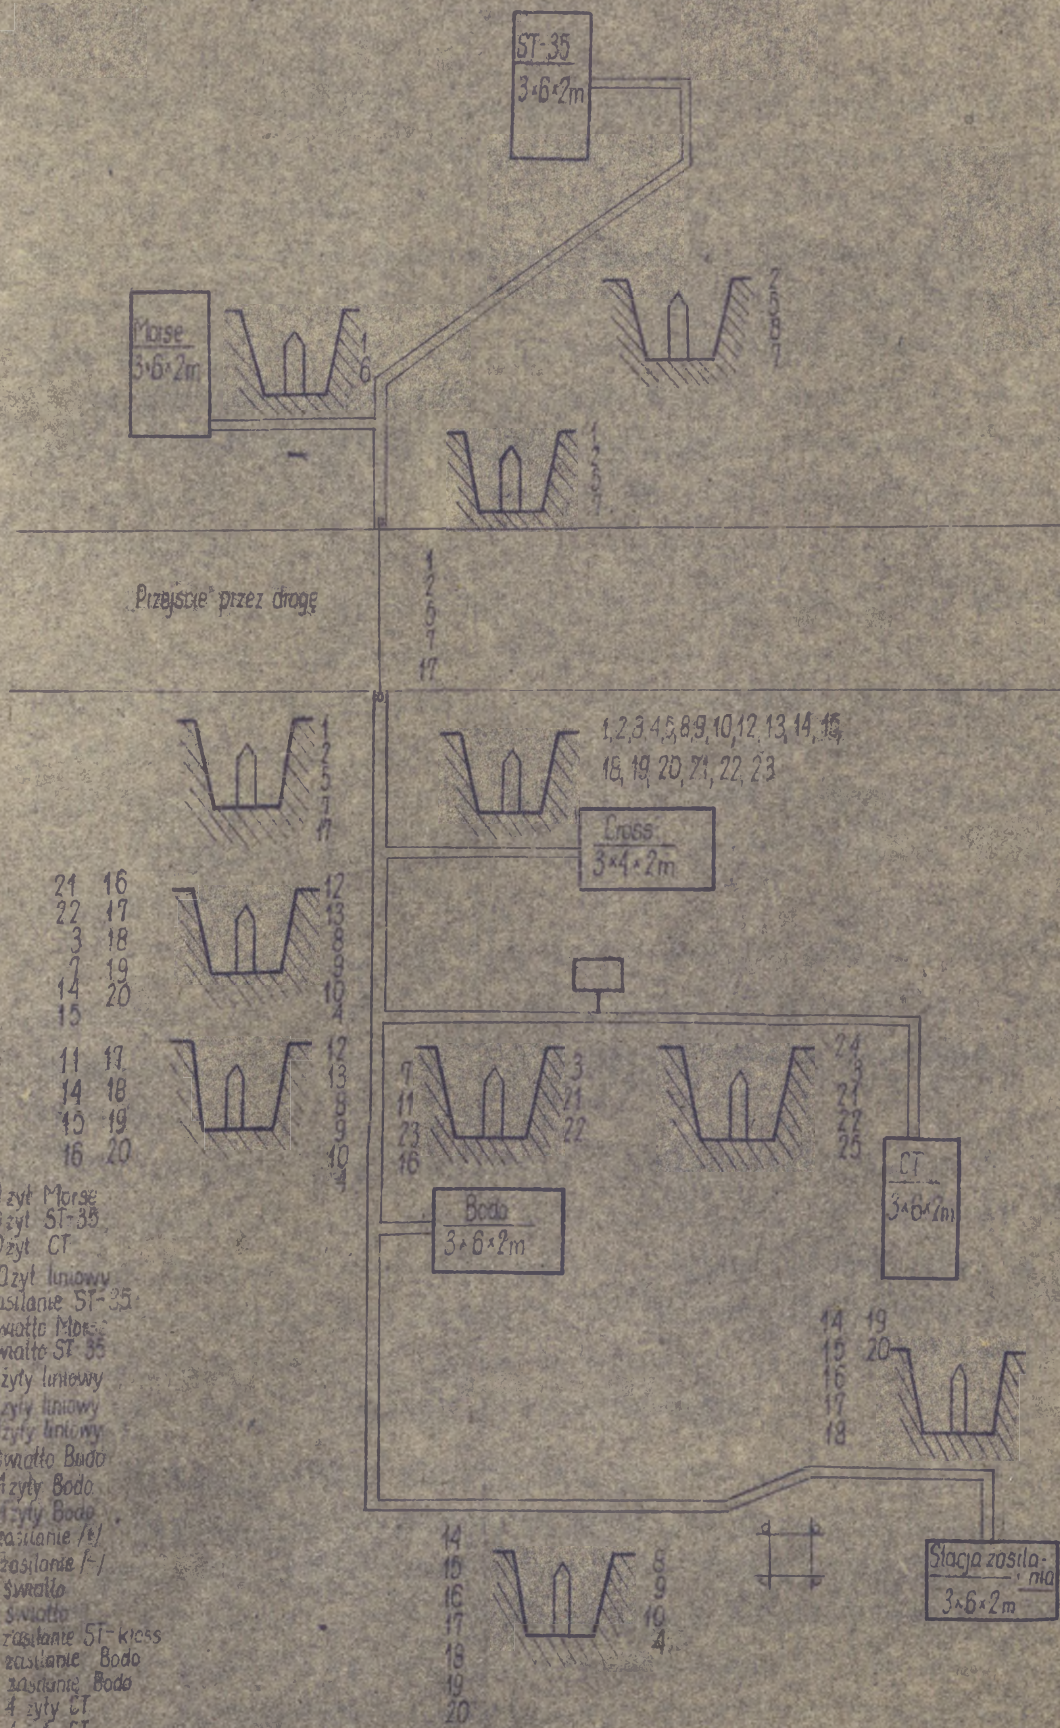 ST-35
3×6×2m
Morse
3×6×2m
1
6
2
5
7
1
2
7
Przejście przez drogę
1
2
7
17
1
2
17
1,2,3,4,5,8,9,10,12,13,14,15,
18, 19, 20, 21, 22, 23
Cross
3×4×2m
21 16
22 17
3 18
7 19
14 20
15
12
13
8
9
10
4
11 17
14 18
15 19
16 20
12
13
8
9
10
4
7
11
23
16
3
21
22
24
3
21
22
25
CT
3×6×2m
Bodo
3×6×2m
żył Morse
żył ST-35
żył CT
żył liniowy
zasilanie ST-35
światło Morse
światło ST-35
żyły liniowy
żyły liniowy
żyły liniowy
światło Bodo
4 żyły Bodo
żyły Bodo
zasilanie /+/
zasilanie /-/
światło
światło
zasilanie ST-kross
zasilanie Bodo
zasilanie Bodo
4 żyły CT
14 19
15 20
16
17
18
Stacja zasila-
nia
3×6×2m
14
15
16
17
18
19
20
8
9
10
4